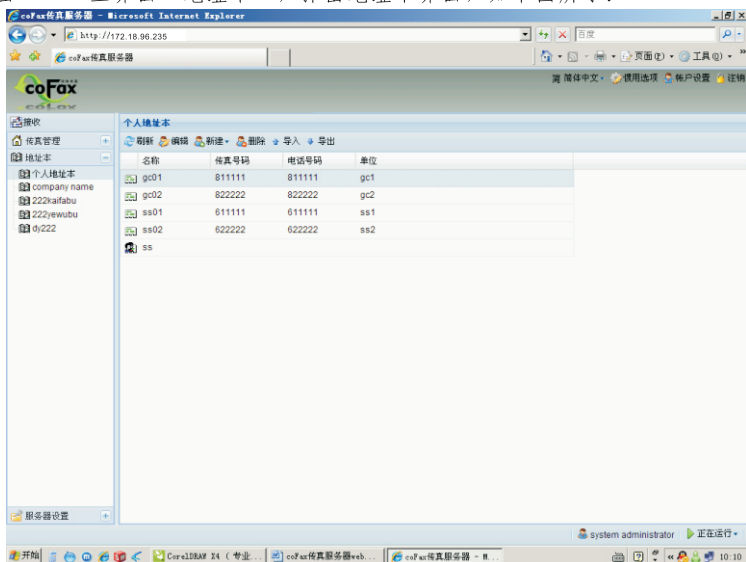 coFax传真服务器 - Microsoft Internet Explorer
http://172.18.96.235
百度
coFax传真服务器
页面(P)
工具(O)
coFax
简体中文
惯用选项
帐户设置
注销
接收
传真管理
地址本
个人地址本
company name
222kaifabu
222yewubu
dy222
服务器设置
个人地址本
刷新 编辑 新建 删除 导入 导出
名称 传真号码 电话号码 单位
gc01 811111 811111 gc1
gc02 822222 822222 gc2
ss01 611111 611111 ss1
ss02 622222 622222 ss2
ss
system administrator 正在运行
开始 CorelDRAW X4 ( 专业... coFax传真服务器web... coFax传真服务器 - M... 10:10